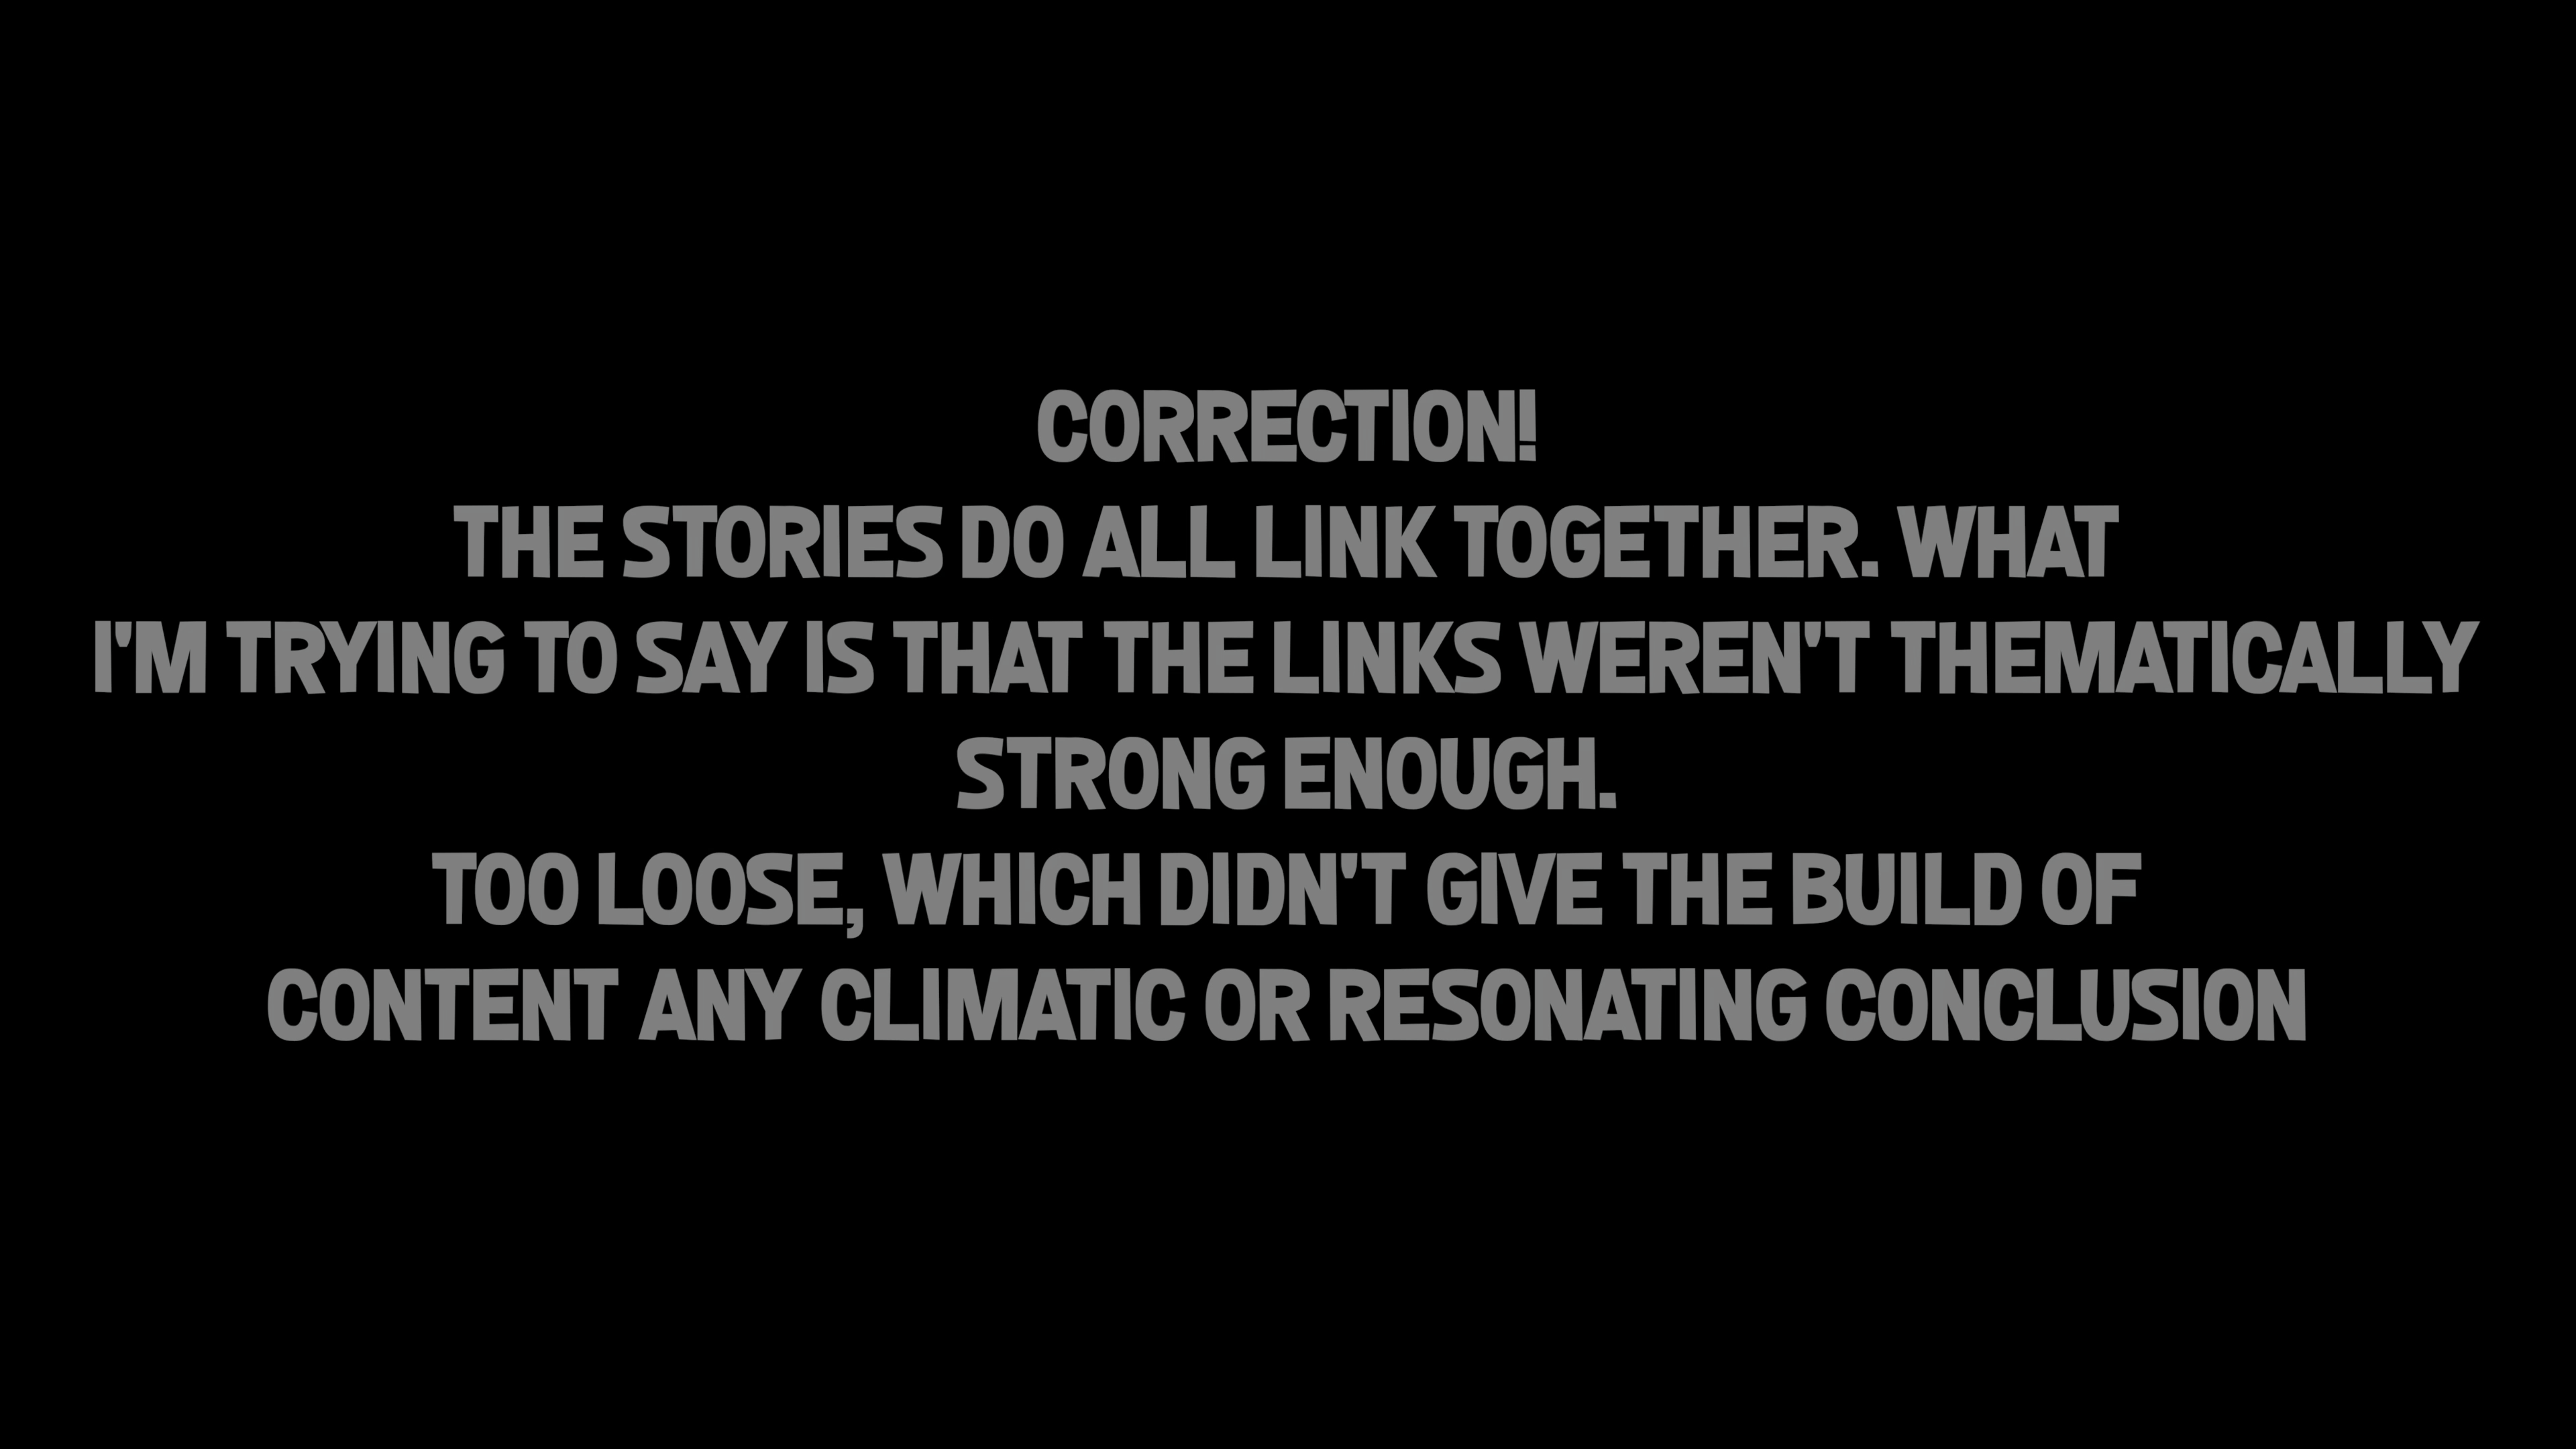 CORRECTION!
THE STORIES DO ALL LINK TOGETHER. WHAT
I'M TRYING TO SAY IS THAT THE LINKS WEREN'T THEMATICALLY
STRONG ENOUGH.
TOO LOOSE, WHICH DIDN'T GIVE THE BUILD OF
CONTENT ANY CLIMATIC OR RESONATING CONCLUSION